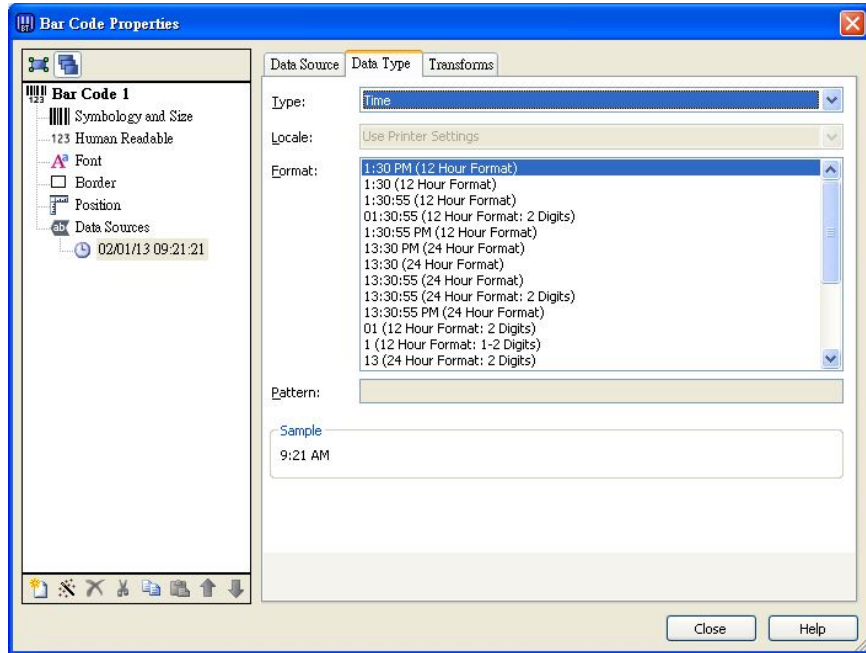 Bar Code Properties
Bar Code 1
Symbology and Size
123 Human Readable
Font
Border
Position
Data Sources
02/01/13 09:21:21
Data Source
Data Type
Transforms
Type:
Time
Locale:
Use Printer Settings
Format:
1:30 PM (12 Hour Format)
1:30 (12 Hour Format)
1:30:55 (12 Hour Format)
01:30:55 (12 Hour Format: 2 Digits)
1:30:55 PM (12 Hour Format)
13:30 PM (24 Hour Format)
13:30 (24 Hour Format)
13:30:55 (24 Hour Format)
13:30:55 (24 Hour Format: 2 Digits)
13:30:55 PM (24 Hour Format)
01 (12 Hour Format: 2 Digits)
1 (12 Hour Format: 1-2 Digits)
13 (24 Hour Format: 2 Digits)
Pattern:
Sample
9:21 AM
Close
Help